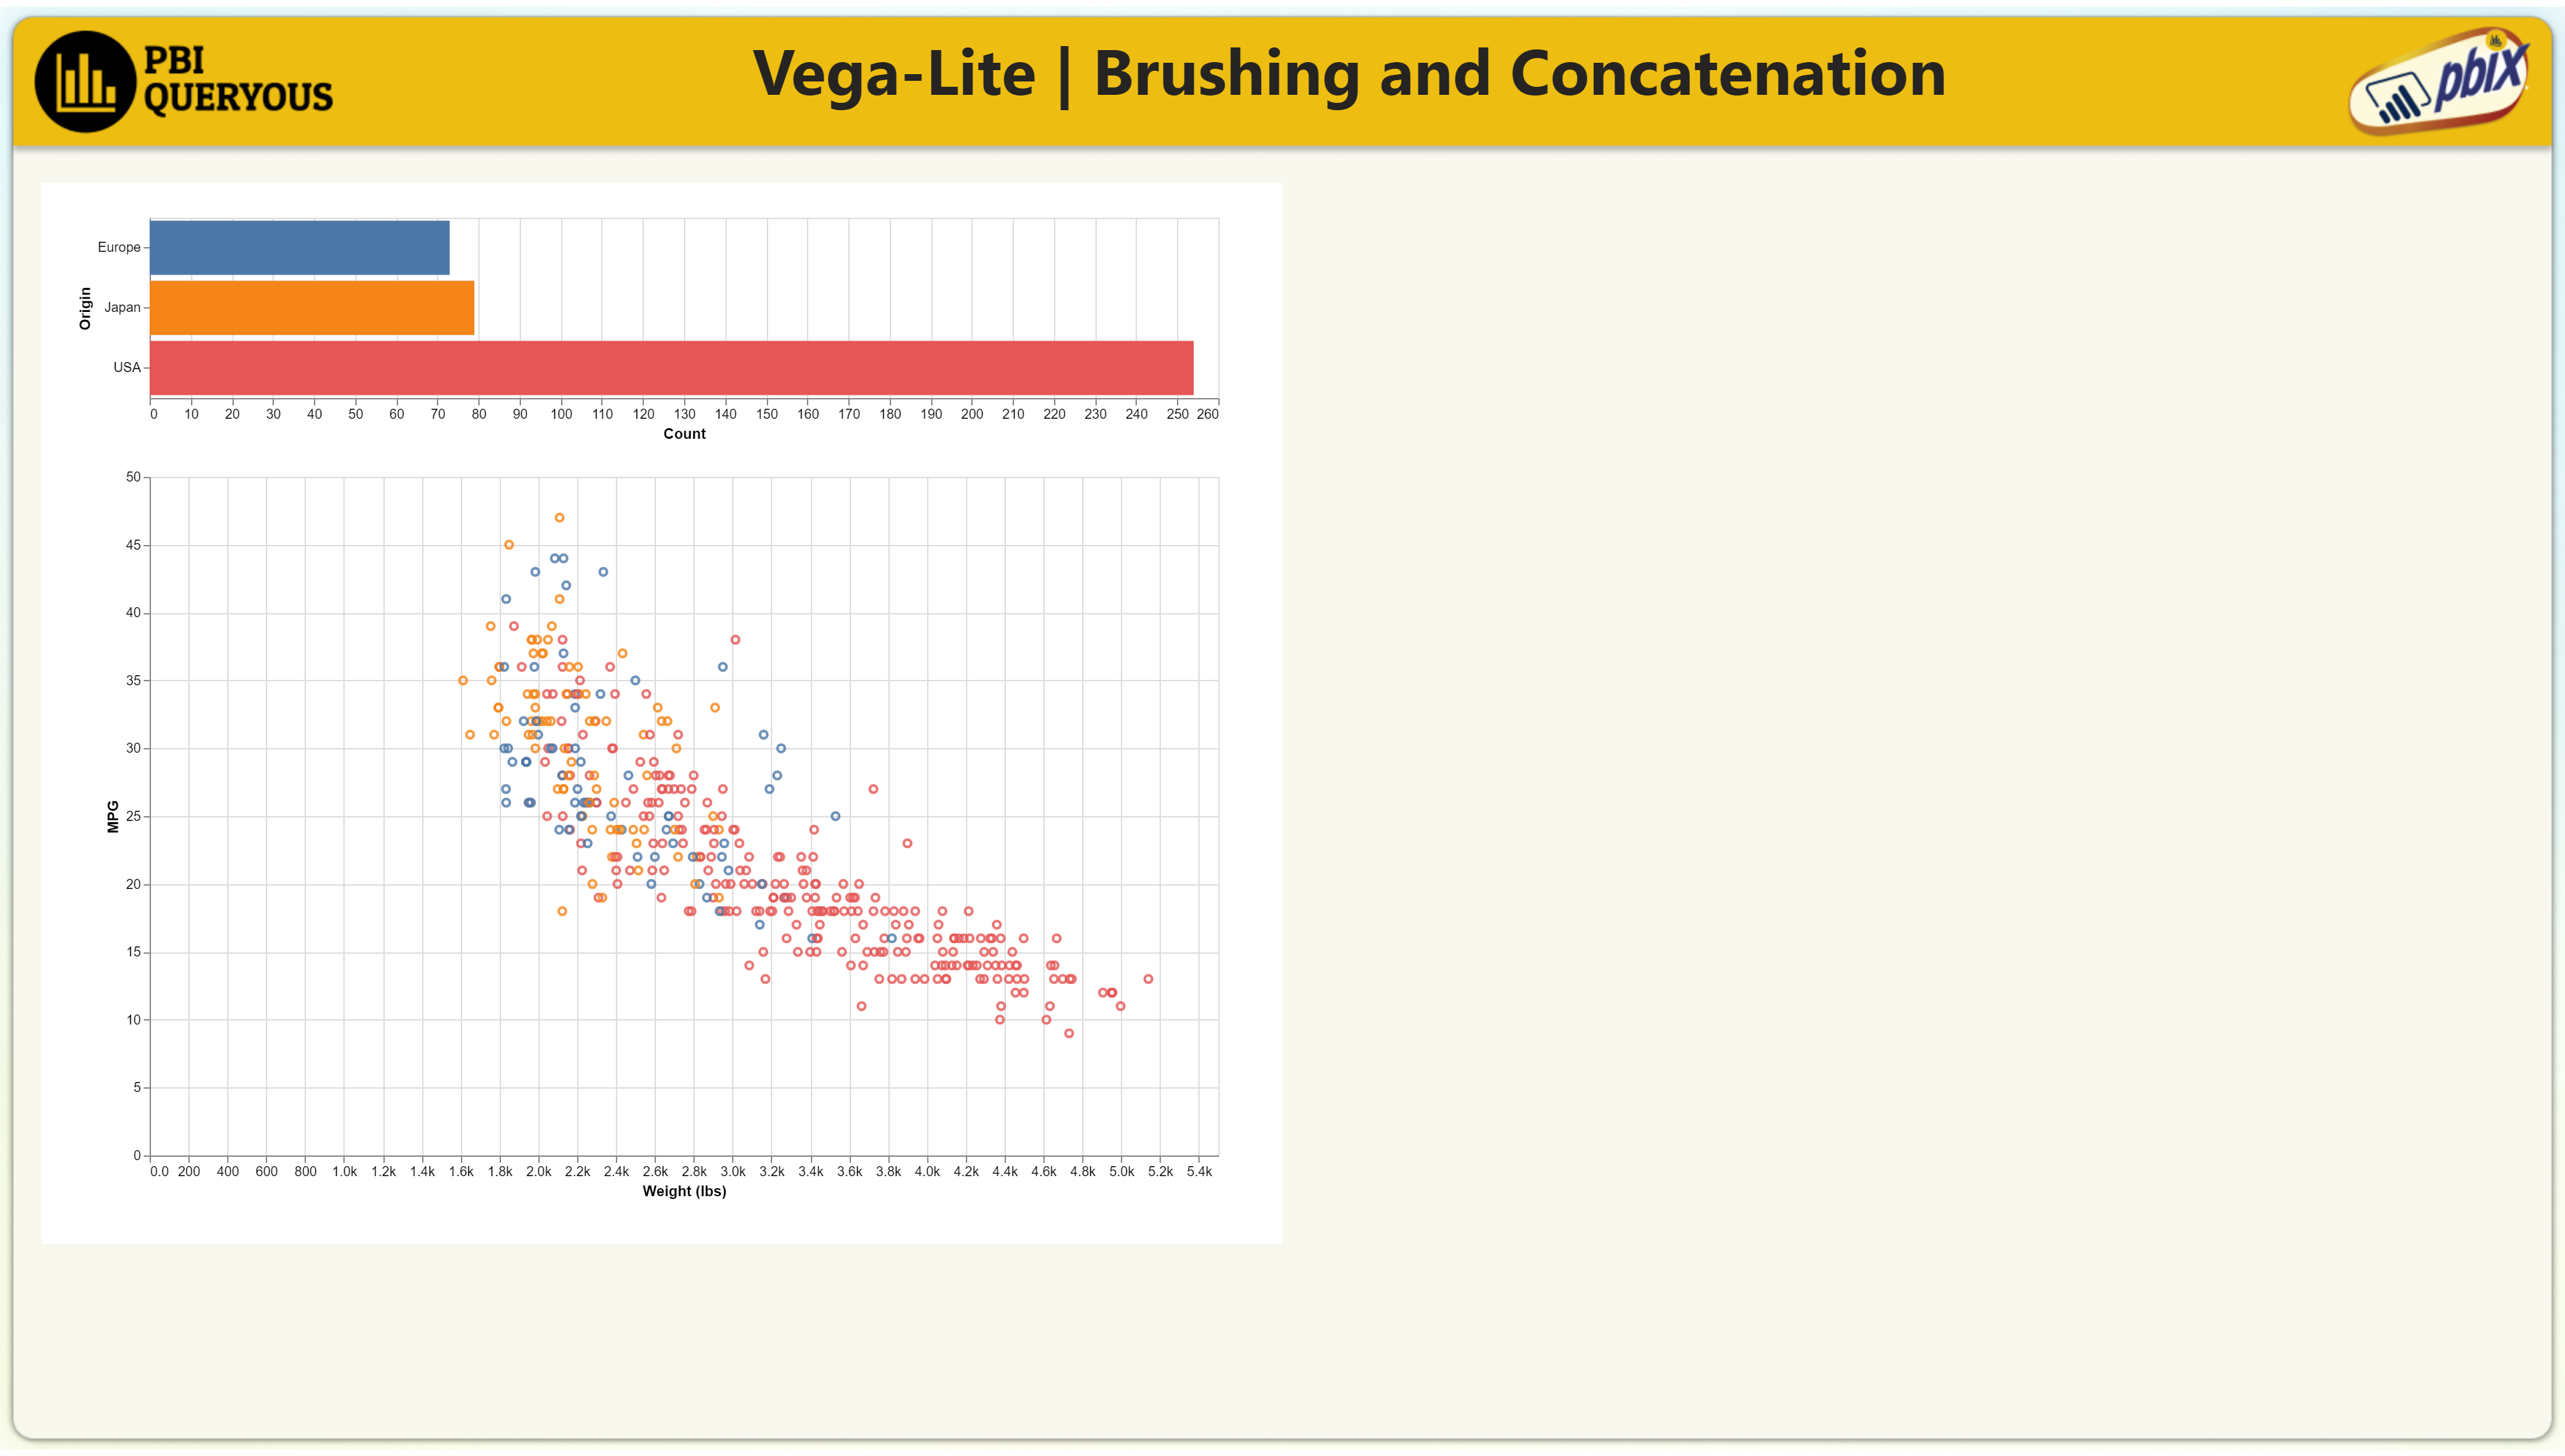 PBI
QUERYOUS
Vega-Lite | Brushing and Concatenation
pbix
Origin
Europe
Japan
USA
0 10 20 30 40 50 60 70 80 90 100 110 120 130 140 150 160 170 180 190 200 210 220 230 240 250 260
Count
MPG
50
45
40
35
30
25
20
15
10
5
0
0.0 200 400 600 800 1.0k 1.2k 1.4k 1.6k 1.8k 2.0k 2.2k 2.4k 2.6k 2.8k 3.0k 3.2k 3.4k 3.6k 3.8k 4.0k 4.2k 4.4k 4.6k 4.8k 5.0k 5.2k 5.4k
Weight (lbs)